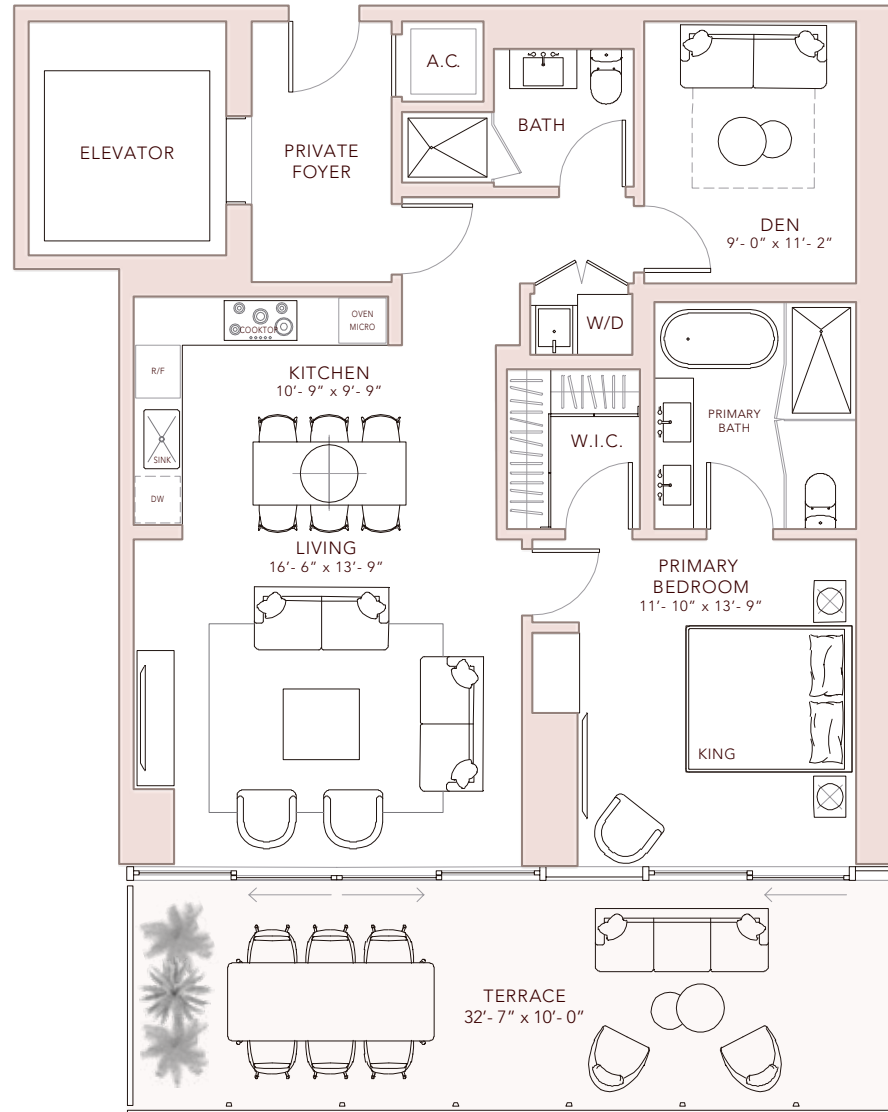 A.C.
BATH
ELEVATOR
PRIVATE
FOYER
DEN
9'- 0" x 11'- 2"
OVEN
MICRO
COOKTOP
W/D
R/F
KITCHEN
10'- 9" x 9'- 9"
PRIMARY
BATH
W.I.C.
SINK
DW
LIVING
16'- 6" x 13'- 9"
PRIMARY
BEDROOM
11'- 10" x 13'- 9"
KING
TERRACE
32'- 7" x 10'- 0"